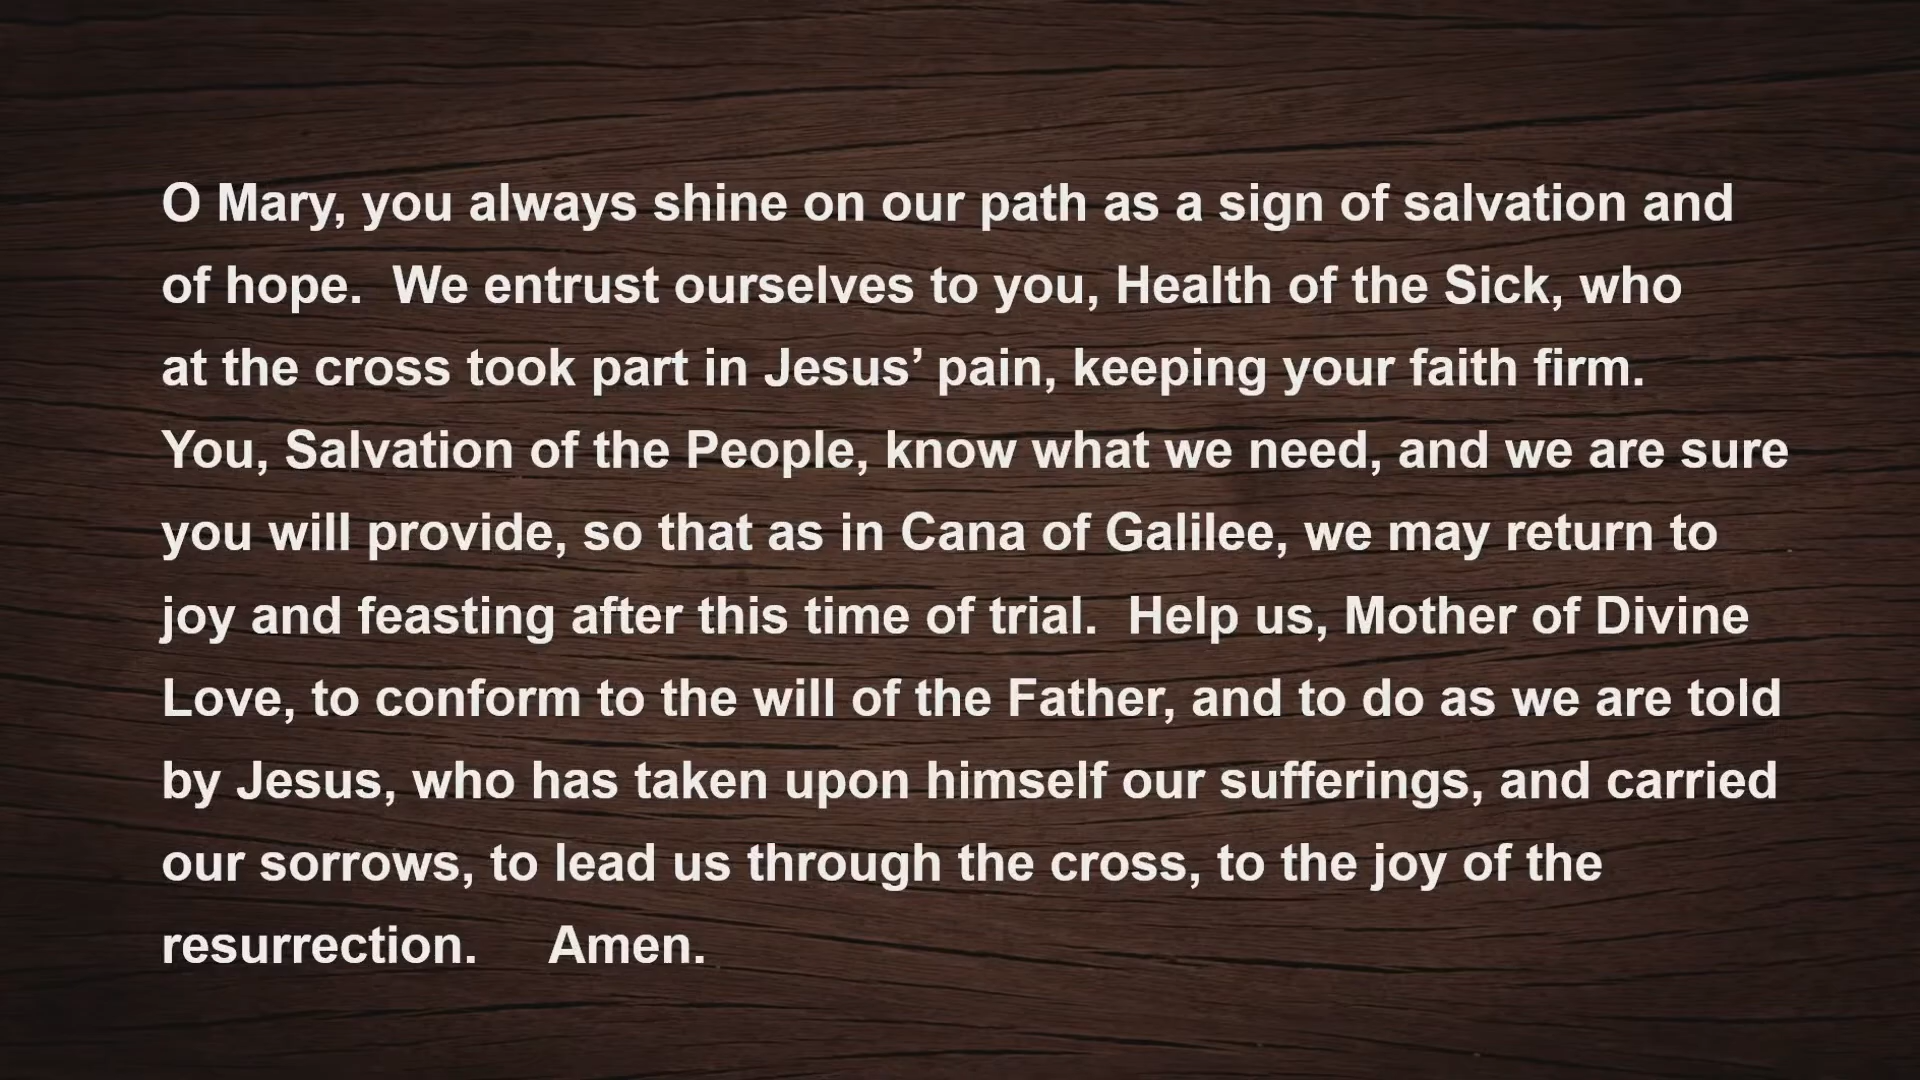 O Mary, you always shine on our path as a sign of salvation and
of hope.  We entrust ourselves to you, Health of the Sick, who
at the cross took part in Jesus’ pain, keeping your faith firm.
You, Salvation of the People, know what we need, and we are sure
you will provide, so that as in Cana of Galilee, we may return to
joy and feasting after this time of trial.  Help us, Mother of Divine
Love, to conform to the will of the Father, and to do as we are told
by Jesus, who has taken upon himself our sufferings, and carried
our sorrows, to lead us through the cross, to the joy of the
resurrection.    Amen.